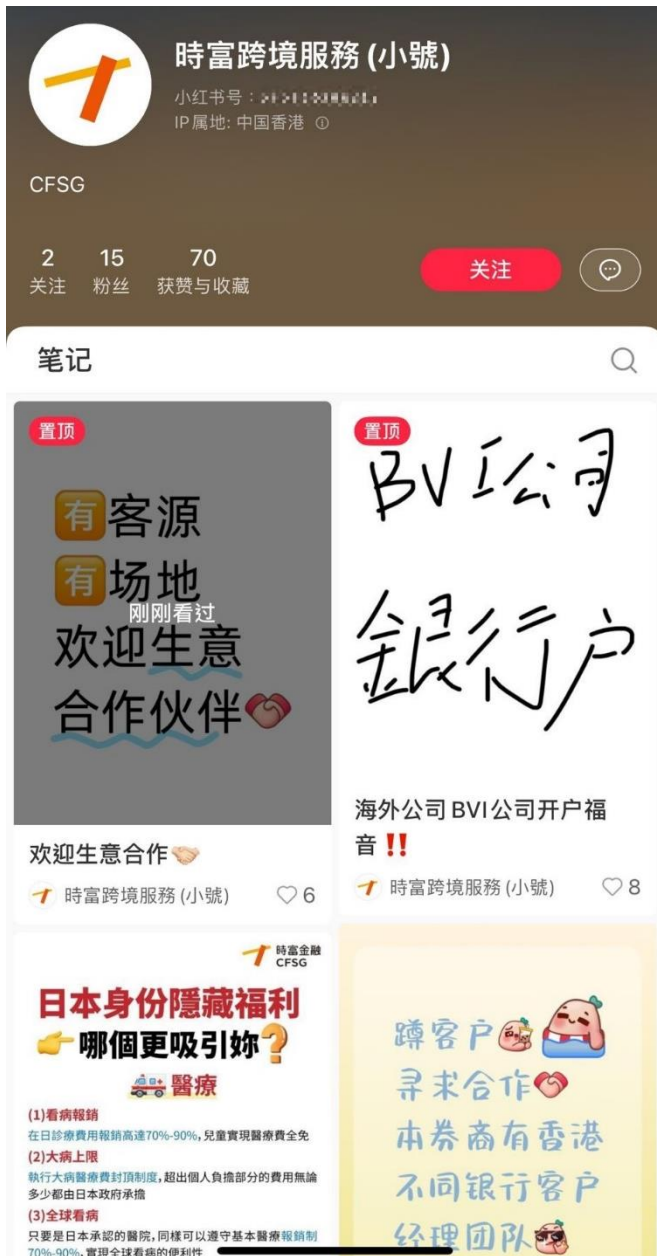 時富跨境服務 (小號)
小红书号：
IP属地: 中国香港
CFSG
2 15 70
关注 粉丝 获赞与收藏
关注
笔记
置顶
有客源
有场地
刚刚看过
欢迎生意
合作伙伴
欢迎生意合作
時富跨境服務 (小號) 6
置顶
BVI公司
銀行户
海外公司BVI公司开户福
音‼️
時富跨境服務 (小號) 8
時富金融
CFSG
日本身份隱藏福利
哪個更吸引妳？
醫療
(1)看病報銷
在日診療費用報銷高達70%-90%,兒童實現醫療費全免
(2)大病上限
執行大病醫療費封頂制度,超出個人負擔部分的費用無論
多少都由日本政府承擔
(3)全球看病
只要是日本承認的醫院,同樣可以遵守基本醫療報銷制
70%-90%,實現全球看病的便利性
蹲客户
寻求合作
本券商有香港
不同银行客户
经理团队